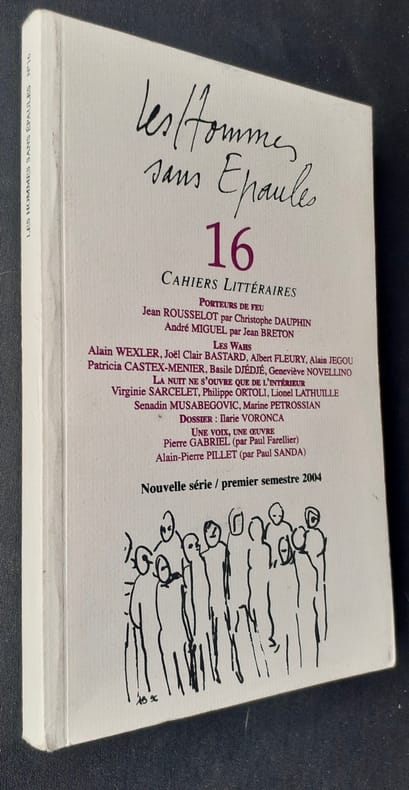 LES HOMMES SANS ÉPAULES N°16
Les Hommes
sans Epaules
16
CAHIERS LITTÉRAIRES
PORTEURS DE FEU
Jean ROUSSELOT par Christophe DAUPHIN
André MIGUEL par Jean BRETON
LES WAHS
Alain WEXLER, Joël Clair BASTARD, Albert FLEURY, Alain JEGOU
Patricia CASTEX-MENIER, Basile DJÉDJÉ, Geneviève NOVELLINO
LA NUIT NE S'OUVRE QUE DE L'INTÉRIEUR
Virginie SARCELET, Philippe ORTOLI, Lionel LATHUILLE
Senadin MUSABEGOVIC, Marine PETROSSIAN
DOSSIER : Ilarie VORONCA
UNE VOIX, UNE ŒUVRE
Pierre GABRIEL (par Paul Farellier)
Alain-Pierre PILLET (par Paul SANDA)
Nouvelle série / premier semestre 2004